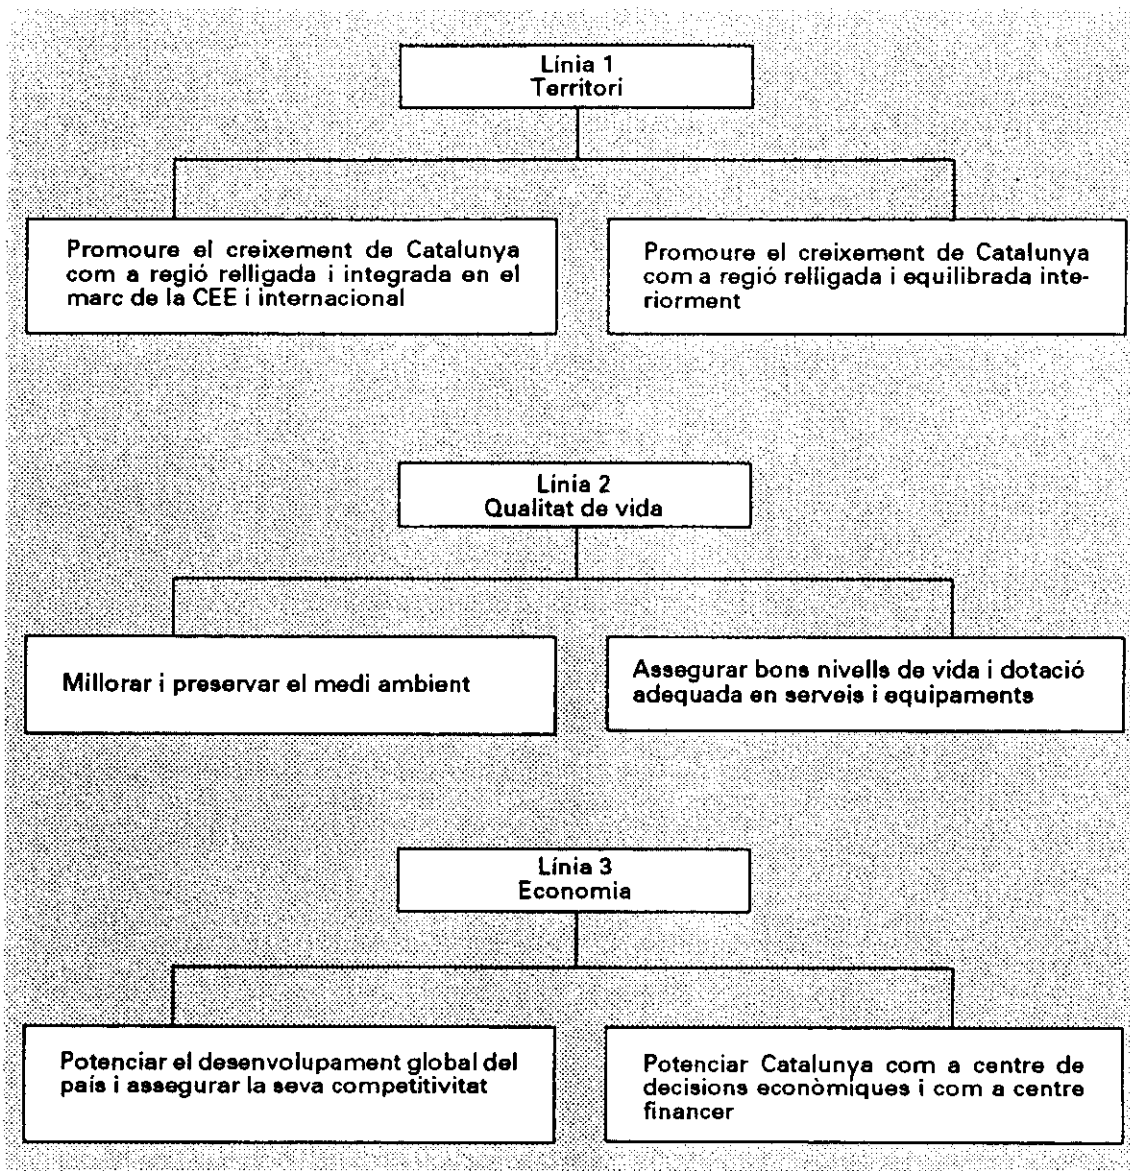 Línia 1
Territori
Promoure el creixement de Catalunya
com a regió relligada i integrada en el
marc de la CEE i internacional
Promoure el creixement de Catalunya
com a regió relligada i equilibrada inte-
riorment
Línia 2
Qualitat de vida
Millorar i preservar el medi ambient
Assegurar bons nivells de vida i dotació
adequada en serveis i equipaments
Línia 3
Economia
Potenciar el desenvolupament global del
país i assegurar la seva competitivitat
Potenciar Catalunya com a centre de
decisions econòmiques i com a centre
financer